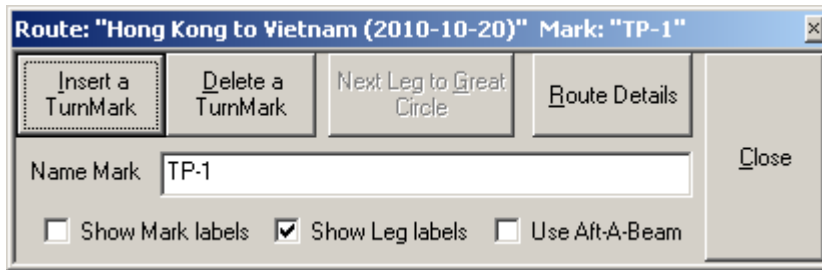 Route: "Hong Kong to Vietnam (2010-10-20)" Mark: "TP-1"
Insert a
TurnMark
Delete a
TurnMark
Next Leg to Great
Circle
Route Details
Close
Name Mark TP-1
Show Mark labels Show Leg labels Use Aft-A-Beam